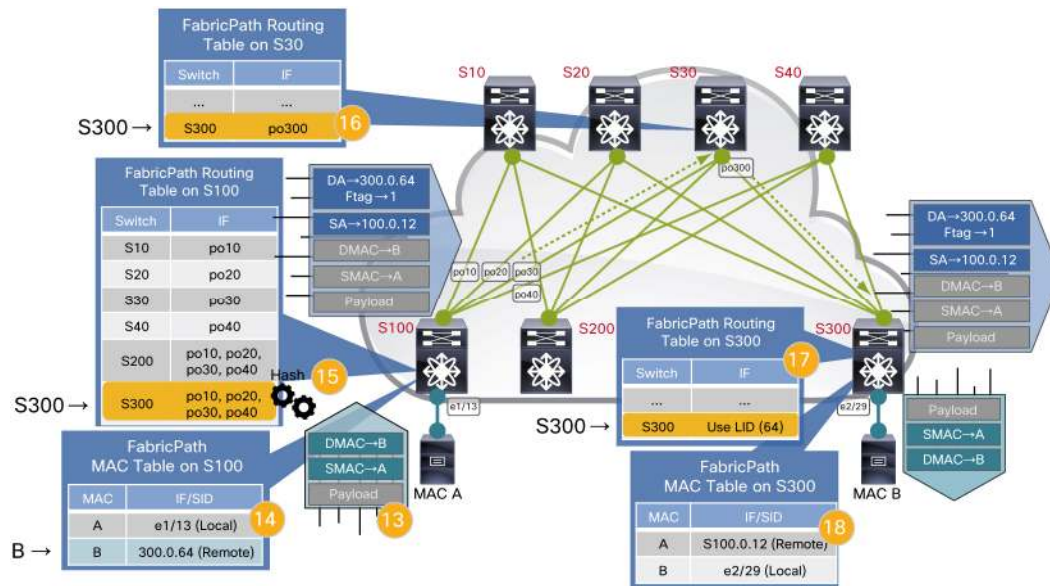 FabricPath Routing
Table on S30
Switch IF
... ...
S300 → S300 po300
16
S10 S20 S30 S40
po300
FabricPath Routing
Table on S100
Switch IF
S10 po10
S20 po20
S30 po30
S40 po40
S200 po10, po20,
po30, po40
S300 → S300 po10, po20,
po30, po40
Hash
15
DA→300.0.64
Ftag→1
SA→100.0.12
DMAC→B
SMAC→A
Payload
po10 po20 po30
po40
S100 S200 S300
e1/13
MAC A
FabricPath
MAC Table on S100
MAC IF/SID
A e1/13 (Local)
B → B 300.0.64 (Remote)
14
DMAC→B
SMAC→A
Payload
13
FabricPath Routing
Table on S300
Switch IF
... ...
S300 → S300 Use LID (64)
17
e2/29
MAC B
FabricPath
MAC Table on S300
MAC IF/SID
A S100.0.12 (Remote)
B e2/29 (Local)
18
DA→300.0.64
Ftag→1
SA→100.0.12
DMAC→B
SMAC→A
Payload
Payload
SMAC→A
DMAC→B